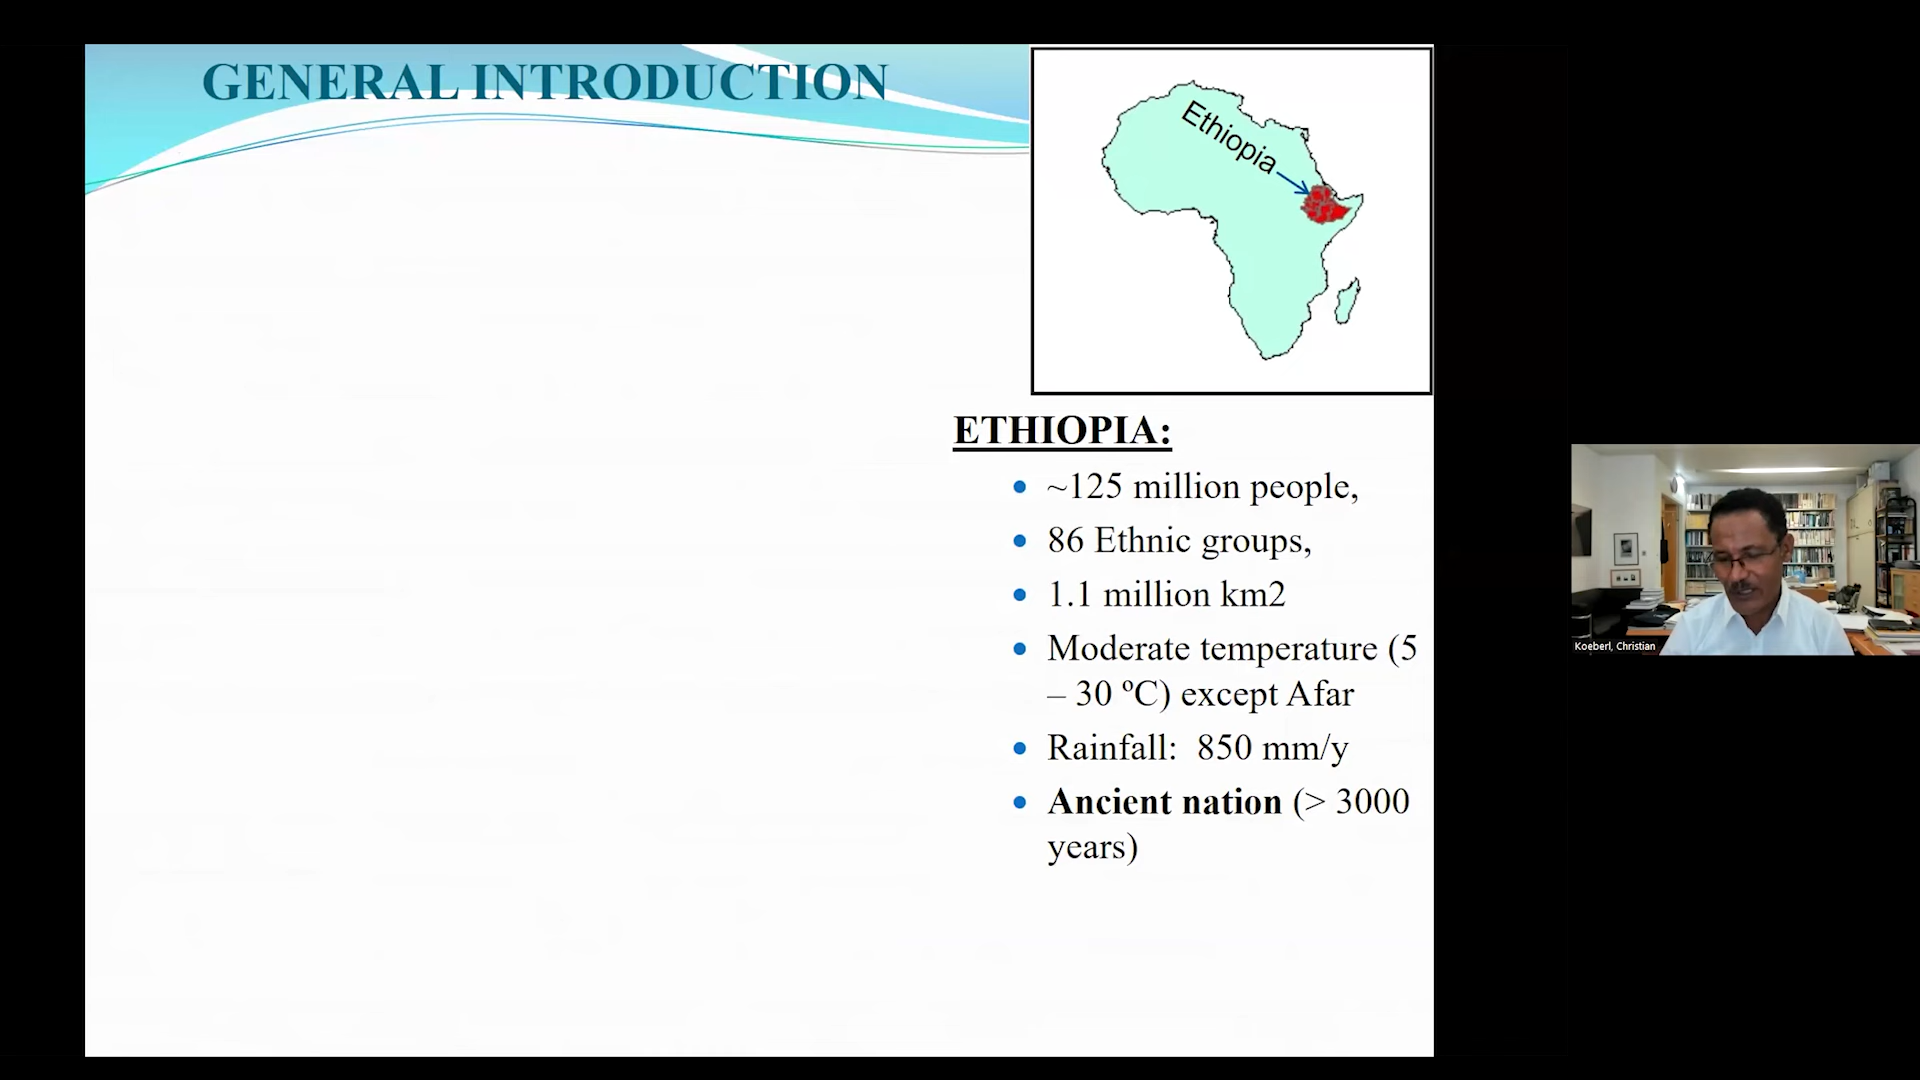 GENERAL INTRODUCTION
Ethiopia
ETHIOPIA:
~125 million people,
86 Ethnic groups,
1.1 million km2
Moderate temperature (5
– 30 ºC) except Afar
Rainfall:  850 mm/y
Ancient nation (> 3000
years)
Koeberl, Christian